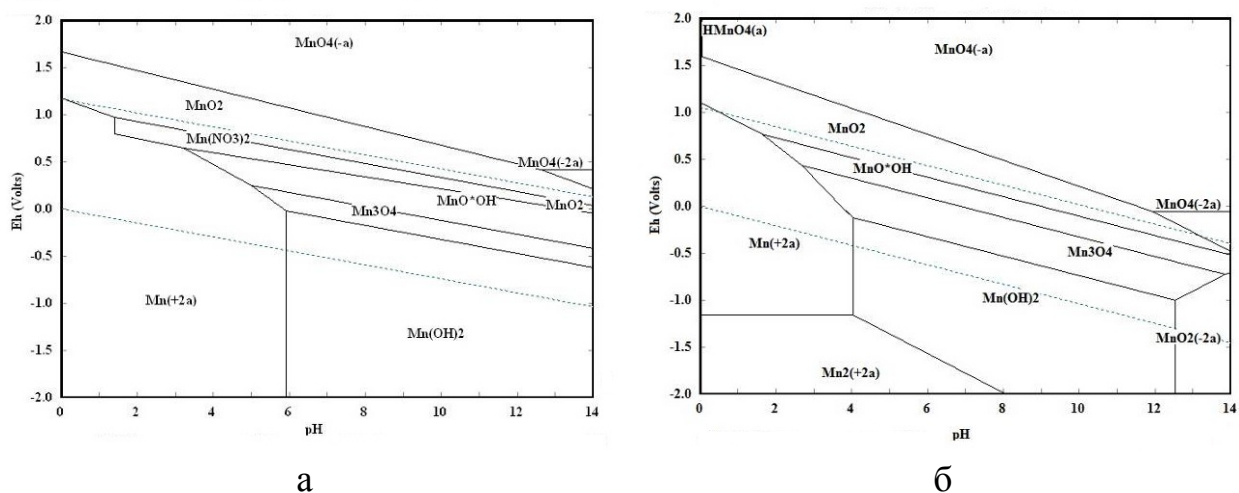 2.0
1.5
1.0
0.5
0.0
-0.5
-1.0
-1.5
-2.0
Eh (Volts)
0
2
4
6
8
10
12
14
pH
MnO4(-a)
MnO2
Mn(NO3)2
MnO4(-2a)
MnO*OH
MnO2
Mn3O4
Mn(+2a)
Mn(OH)2
а
2.0
1.5
1.0
0.5
0.0
-0.5
-1.0
-1.5
-2.0
Eh (Volts)
0
2
4
6
8
10
12
14
pH
HMnO4(a)
MnO4(-a)
MnO2
MnO*OH
MnO4(-2a)
Mn(+2a)
Mn3O4
Mn(OH)2
MnO2(-2a)
Mn2(+2a)
б